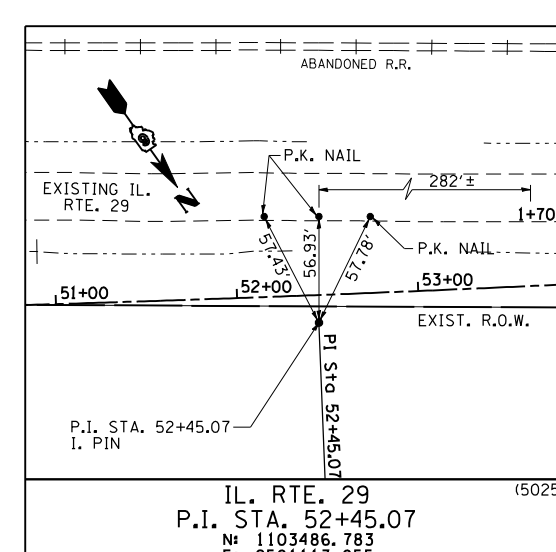 ABANDONED R.R.
P.K. NAIL
N
EXISTING IL.
RTE. 29
282'±
1+70
57.43'
56.93'
57.78'
P.K. NAIL
51+00
52+00
53+00
EXIST. R.O.W.
PI Sta 52+45.07
P.I. STA. 52+45.07
I. PIN
IL. RTE. 29
(5025
P.I. STA. 52+45.07
N: 1103486.783